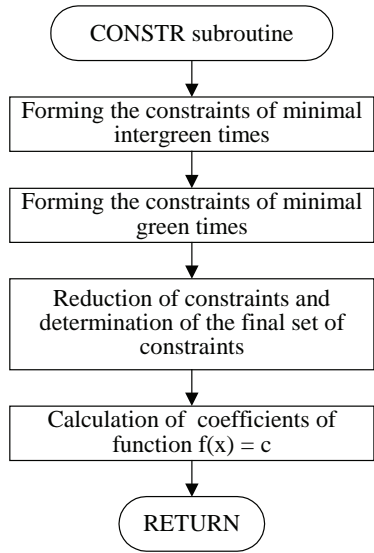 CONSTR subroutine
Forming the constraints of minimal
intergreen times
Forming the constraints of minimal
green times
Reduction of constraints and
determination of the final set of
constraints
Calculation of coefficients of
function f(x) = c
RETURN